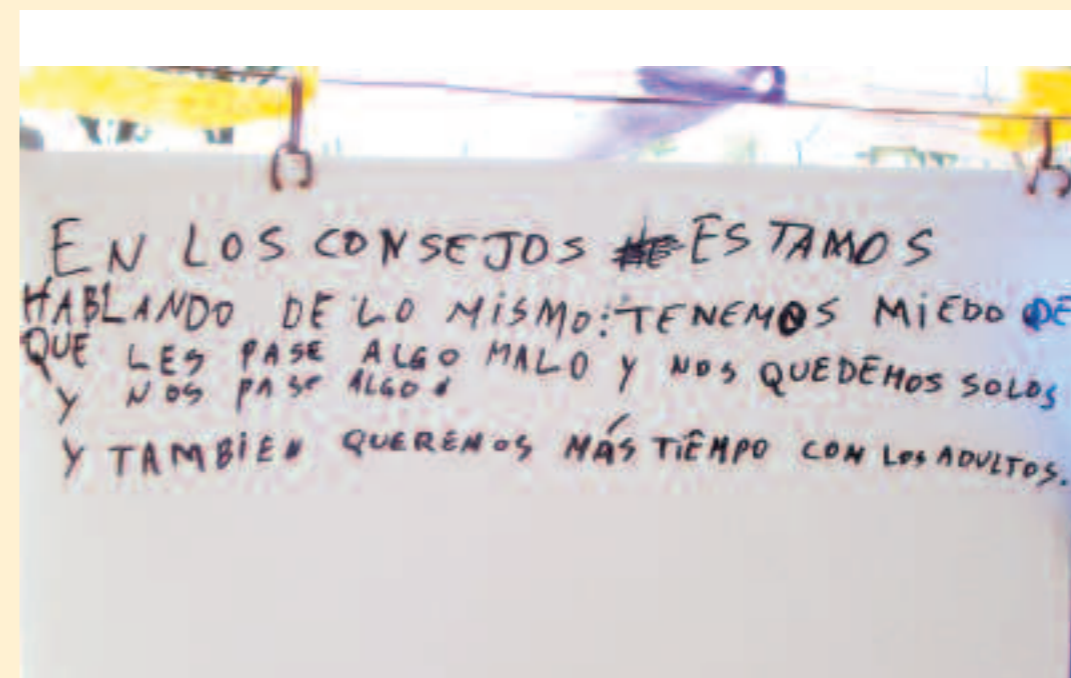 EN LOS CONSEJOS ESTAMOS
HABLANDO DE LO MISMO: TENEMOS MIEDO DE
QUE LES PASE ALGO MALO Y NOS QUEDEMOS SOLOS
Y NOS PASE ALGO.
Y TAMBIEN QUEREMOS MÁS TIEMPO CON LOS ADULTOS.